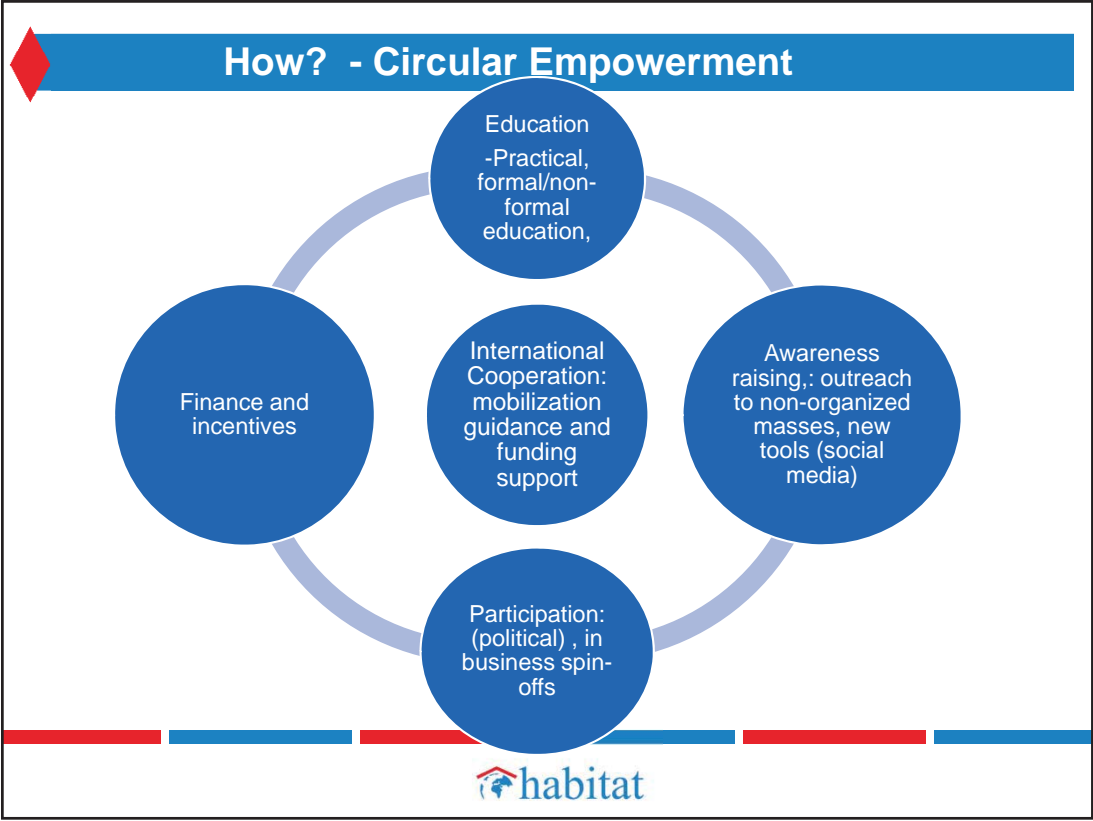 How? - Circular Empowerment
Education
-Practical,
formal/non-
formal
education,
Awareness
raising,: outreach
to non-organized
masses, new
tools (social
media)
Participation:
(political) , in
business spin-
offs
Finance and
incentives
International
Cooperation:
mobilization
guidance and
funding
support
habitat